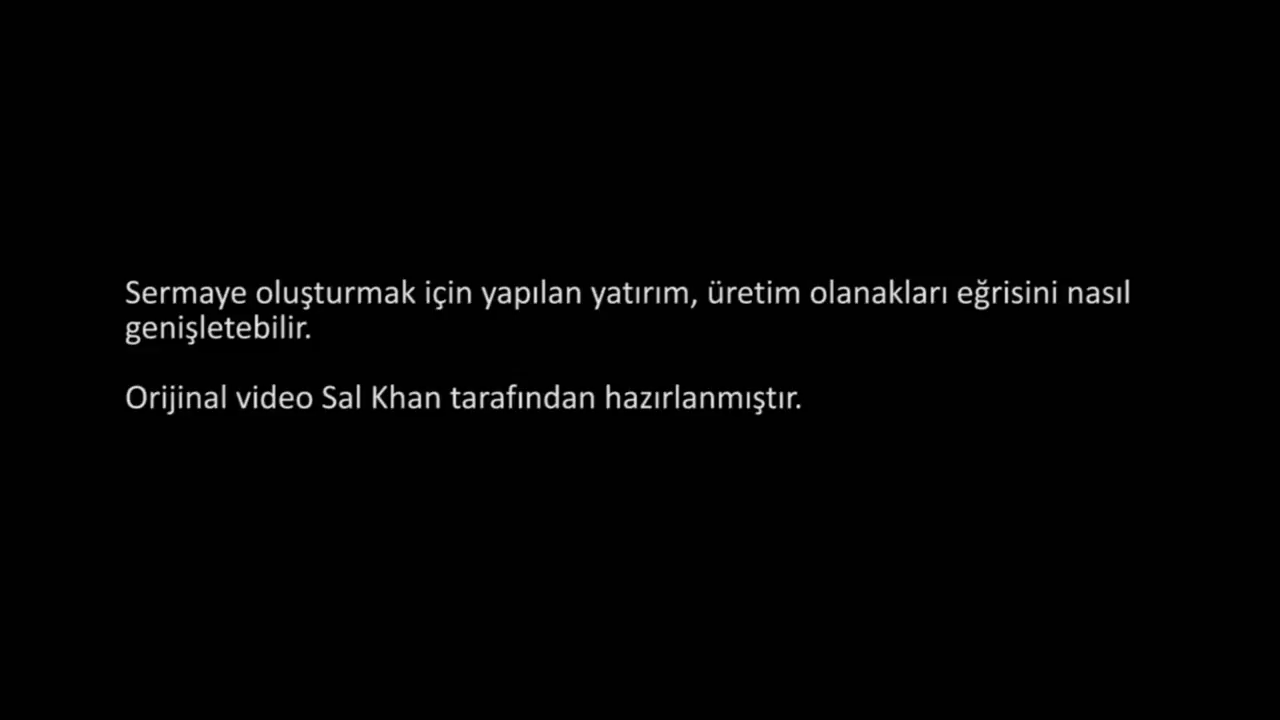 Sermaye oluşturmak için yapılan yatırım, üretim olanakları eğrisini nasıl
genişletebilir.
Orijinal video Sal Khan tarafından hazırlanmıştır.